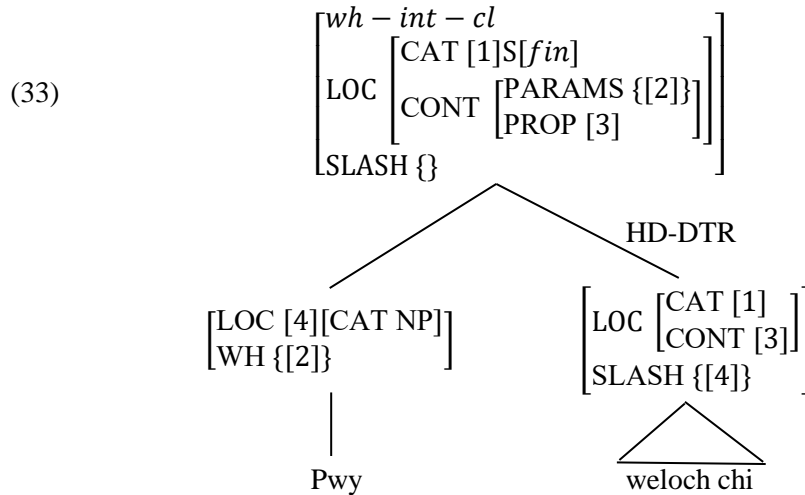 (33)
[wh − int − cl
LOC [CAT [1]S[fin]
CONT [PARAMS {[2]}
PROP [3]]]
SLASH {}]
HD-DTR
[LOC [4][CAT NP]
WH {[2]}]
[LOC [CAT [1]
CONT [3]]
SLASH {[4]}]
Pwy
weloch chi